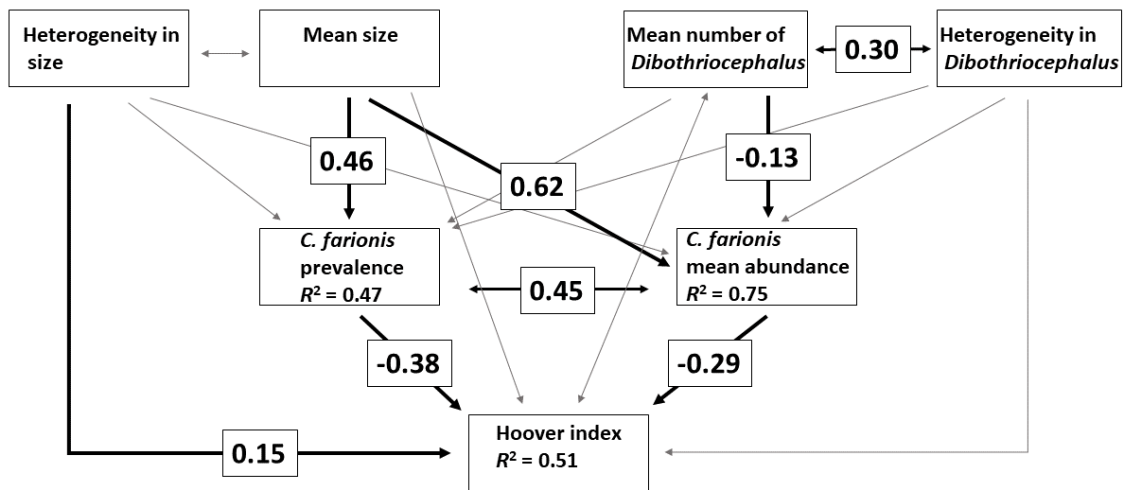 Heterogeneity in
size
Mean size
Mean number of
Dibothriocephalus
0.30
Heterogeneity in
Dibothriocephalus
0.46
0.62
-0.13
C. farionis
prevalence
R² = 0.47
0.45
C. farionis
mean abundance
R² = 0.75
-0.38
-0.29
0.15
Hoover index
R² = 0.51